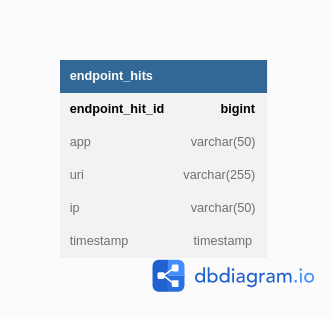 endpoint_hits
endpoint_hit_id bigint
app varchar(50)
uri varchar(255)
ip varchar(50)
timestamp timestamp
dbdiagram.io